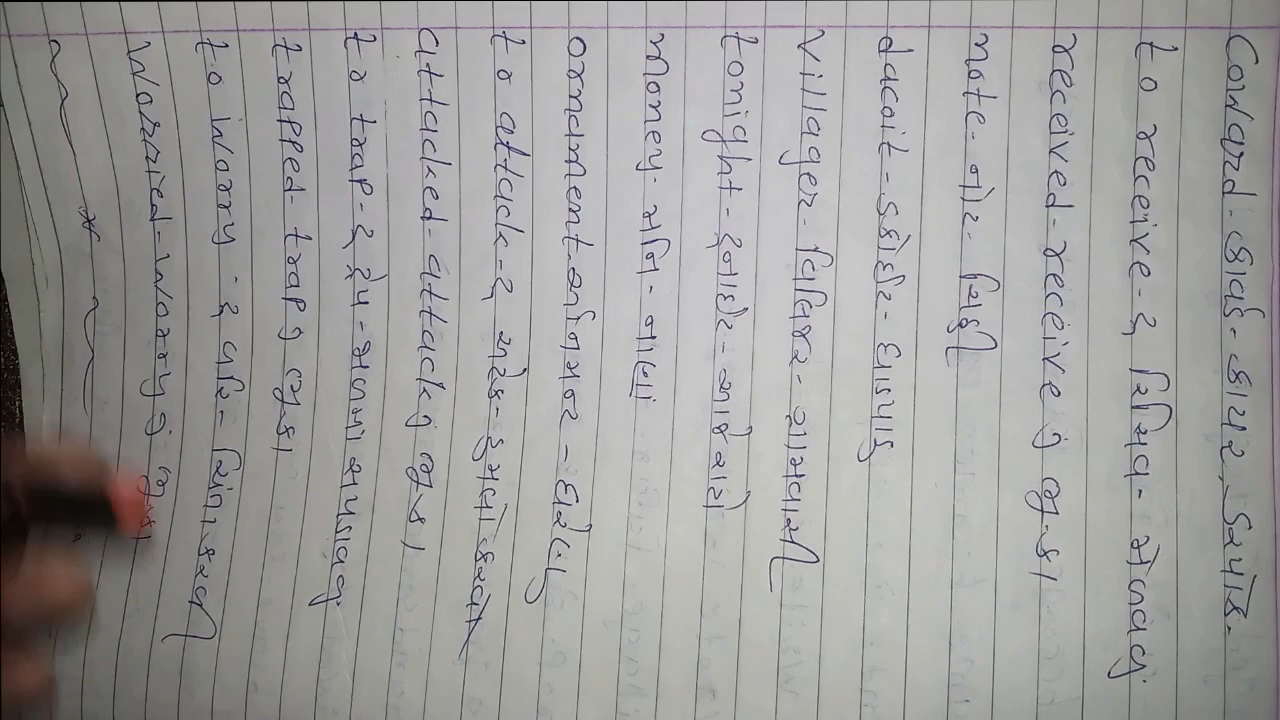 Coward - કાવર્ડ - કાયર, ડરપોક.
to receive - ટુ રિસિવ - મેળવવું
received - receive નું ભૂ.કા
note - નોટ - ચિઠ્ઠી
dacoit - ડકોઈટ - ધાડપાડુ
villager - વિલિજર - ગામવાસી
tonight - ટુનાઈટ - આજે રાત્રે
money - મનિ - નાણાં
ornament - ઓર્નામેન્ટ - ઘરેણું
to attack - ટુ અટેક - હુમલો કરવો
attacked - attack નું ભૂ.કા
to trap - ટુ ટ્રેપ - સપડાવવું
trapped - trap નું ભૂ.કા
to worry - ટુ વરિ - ચિંતા કરવી
worried - worry નું ભૂ.કા